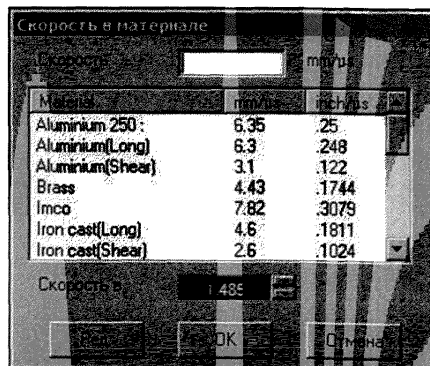 Скорость в материале
Скорость mm/µs
Material mm/µs inch/µs
Aluminium 250 : 6.35 .25
Aluminium(Long) 6.3 .248
Aluminium(Shear) 3.1 .122
Brass 4.43 .1744
Imco 7.82 .3079
Iron cast(Long) 4.6 .1811
Iron cast(Shear) 2.6 .1024
Скорость в 1.485
OK Отмена